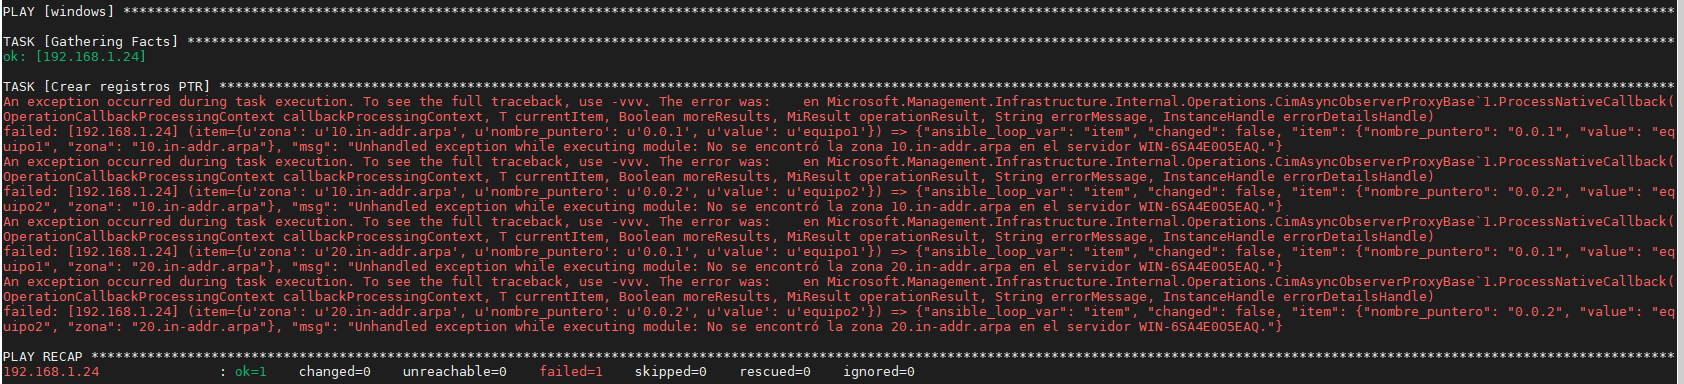 PLAY [windows] ****************************************************************************************************************************************************************************************************
TASK [Gathering Facts] ********************************************************************************************************************************************************************************************
ok: [192.168.1.24]
TASK [Crear registros PTR] ****************************************************************************************************************************************************************************************
An exception occurred during task execution. To see the full traceback, use -vvv. The error was:    en Microsoft.Management.Infrastructure.Internal.Operations.CimAsyncObserverProxyBase`1.ProcessNativeCallback(
OperationCallbackProcessingContext callbackProcessingContext, T currentItem, Boolean moreResults, MiResult operationResult, String errorMessage, InstanceHandle errorDetailsHandle)
failed: [192.168.1.24] (item={u'zona': u'10.in-addr.arpa', u'nombre_puntero': u'0.0.1', u'value': u'equipo1'}) => {"ansible_loop_var": "item", "changed": false, "item": {"nombre_puntero": "0.0.1", "value": "eq
uipo1", "zona": "10.in-addr.arpa"}, "msg": "Unhandled exception while executing module: No se encontró la zona 10.in-addr.arpa en el servidor WIN-6SA4E0O5EAQ."}
An exception occurred during task execution. To see the full traceback, use -vvv. The error was:    en Microsoft.Management.Infrastructure.Internal.Operations.CimAsyncObserverProxyBase`1.ProcessNativeCallback(
OperationCallbackProcessingContext callbackProcessingContext, T currentItem, Boolean moreResults, MiResult operationResult, String errorMessage, InstanceHandle errorDetailsHandle)
failed: [192.168.1.24] (item={u'zona': u'10.in-addr.arpa', u'nombre_puntero': u'0.0.2', u'value': u'equipo2'}) => {"ansible_loop_var": "item", "changed": false, "item": {"nombre_puntero": "0.0.2", "value": "eq
uipo2", "zona": "10.in-addr.arpa"}, "msg": "Unhandled exception while executing module: No se encontró la zona 10.in-addr.arpa en el servidor WIN-6SA4E0O5EAQ."}
An exception occurred during task execution. To see the full traceback, use -vvv. The error was:    en Microsoft.Management.Infrastructure.Internal.Operations.CimAsyncObserverProxyBase`1.ProcessNativeCallback(
OperationCallbackProcessingContext callbackProcessingContext, T currentItem, Boolean moreResults, MiResult operationResult, String errorMessage, InstanceHandle errorDetailsHandle)
failed: [192.168.1.24] (item={u'zona': u'20.in-addr.arpa', u'nombre_puntero': u'0.0.1', u'value': u'equipo1'}) => {"ansible_loop_var": "item", "changed": false, "item": {"nombre_puntero": "0.0.1", "value": "eq
uipo1", "zona": "20.in-addr.arpa"}, "msg": "Unhandled exception while executing module: No se encontró la zona 20.in-addr.arpa en el servidor WIN-6SA4E0O5EAQ."}
An exception occurred during task execution. To see the full traceback, use -vvv. The error was:    en Microsoft.Management.Infrastructure.Internal.Operations.CimAsyncObserverProxyBase`1.ProcessNativeCallback(
OperationCallbackProcessingContext callbackProcessingContext, T currentItem, Boolean moreResults, MiResult operationResult, String errorMessage, InstanceHandle errorDetailsHandle)
failed: [192.168.1.24] (item={u'zona': u'20.in-addr.arpa', u'nombre_puntero': u'0.0.2', u'value': u'equipo2'}) => {"ansible_loop_var": "item", "changed": false, "item": {"nombre_puntero": "0.0.2", "value": "eq
uipo2", "zona": "20.in-addr.arpa"}, "msg": "Unhandled exception while executing module: No se encontró la zona 20.in-addr.arpa en el servidor WIN-6SA4E0O5EAQ."}
PLAY RECAP ********************************************************************************************************************************************************************************************************
192.168.1.24               : ok=1    changed=0    unreachable=0    failed=1    skipped=0    rescued=0    ignored=0